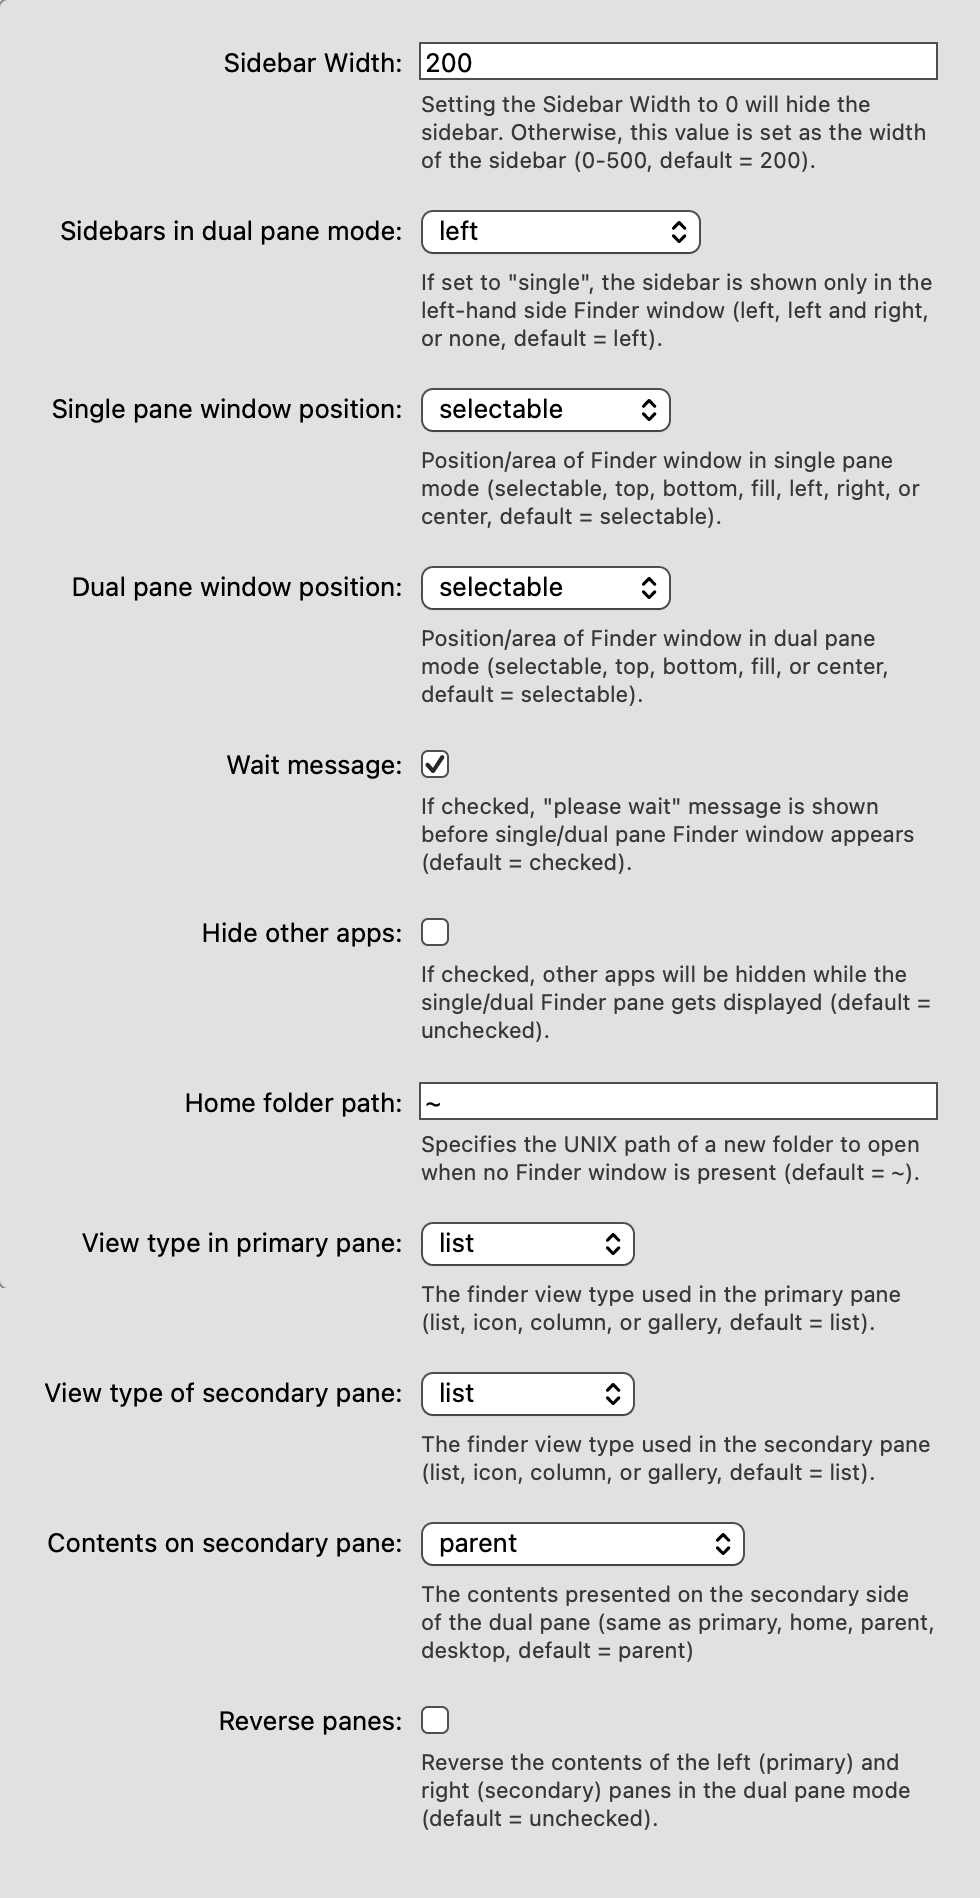 Sidebar Width: 200
Setting the Sidebar Width to 0 will hide the
sidebar. Otherwise, this value is set as the width
of the sidebar (0-500, default = 200).
Sidebars in dual pane mode: left
If set to "single", the sidebar is shown only in the
left-hand side Finder window (left, left and right,
or none, default = left).
Single pane window position: selectable
Position/area of Finder window in single pane
mode (selectable, top, bottom, fill, left, right, or
center, default = selectable).
Dual pane window position: selectable
Position/area of Finder window in dual pane
mode (selectable, top, bottom, fill, or center,
default = selectable).
Wait message:
If checked, "please wait" message is shown
before single/dual pane Finder window appears
(default = checked).
Hide other apps:
If checked, other apps will be hidden while the
single/dual Finder pane gets displayed (default =
unchecked).
Home folder path: ~
Specifies the UNIX path of a new folder to open
when no Finder window is present (default = ~).
View type in primary pane: list
The finder view type used in the primary pane
(list, icon, column, or gallery, default = list).
View type of secondary pane: list
The finder view type used in the secondary pane
(list, icon, column, or gallery, default = list).
Contents on secondary pane: parent
The contents presented on the secondary side
of the dual pane (same as primary, home, parent,
desktop, default = parent)
Reverse panes:
Reverse the contents of the left (primary) and
right (secondary) panes in the dual pane mode
(default = unchecked).